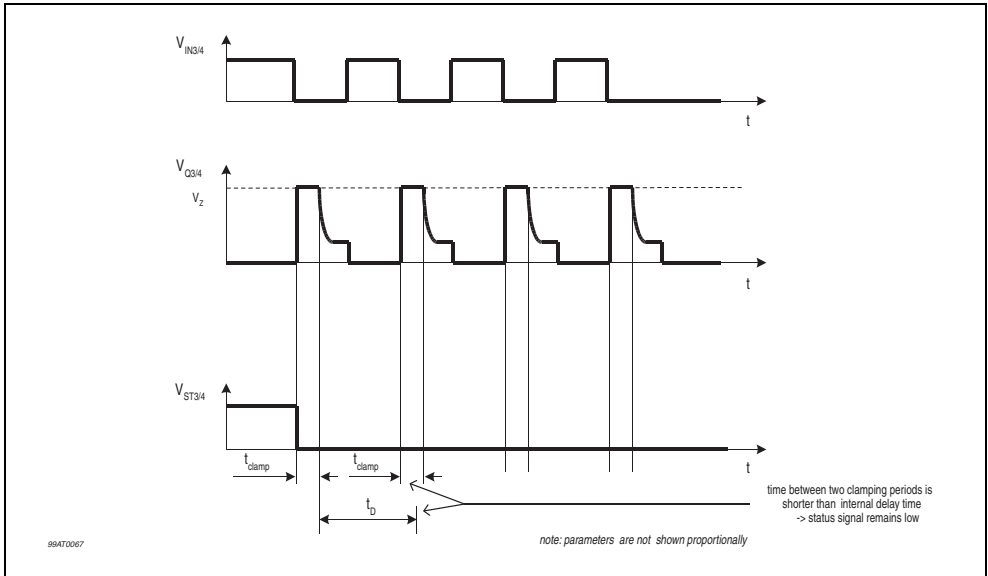 V_IN3/4
t
V_Q3/4
V_Z
t
V_ST3/4
t
t_clamp
t_clamp
t_D
time between two clamping periods is
shorter than internal delay time
-> status signal remains low
note: parameters are not shown proportionally
99AT0067